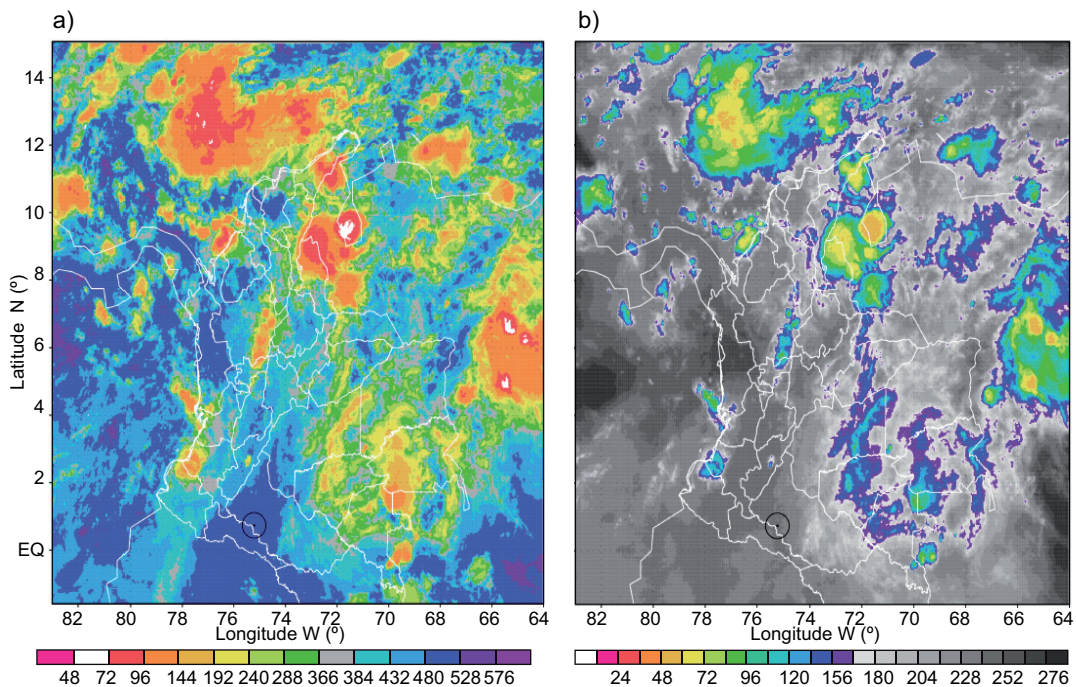 a)
b)
Latitude N (º)
14
12
10
8
6
4
2
EQ
82 80 78 76 74 72 70 68 66 64
82 80 78 76 74 72 70 68 66 64
Longitude W (º)
Longitude W (º)
48 72 96 144 192 240 288 366 384 432 480 528 576
24 48 72 96 130 156 180 204 228 252 276